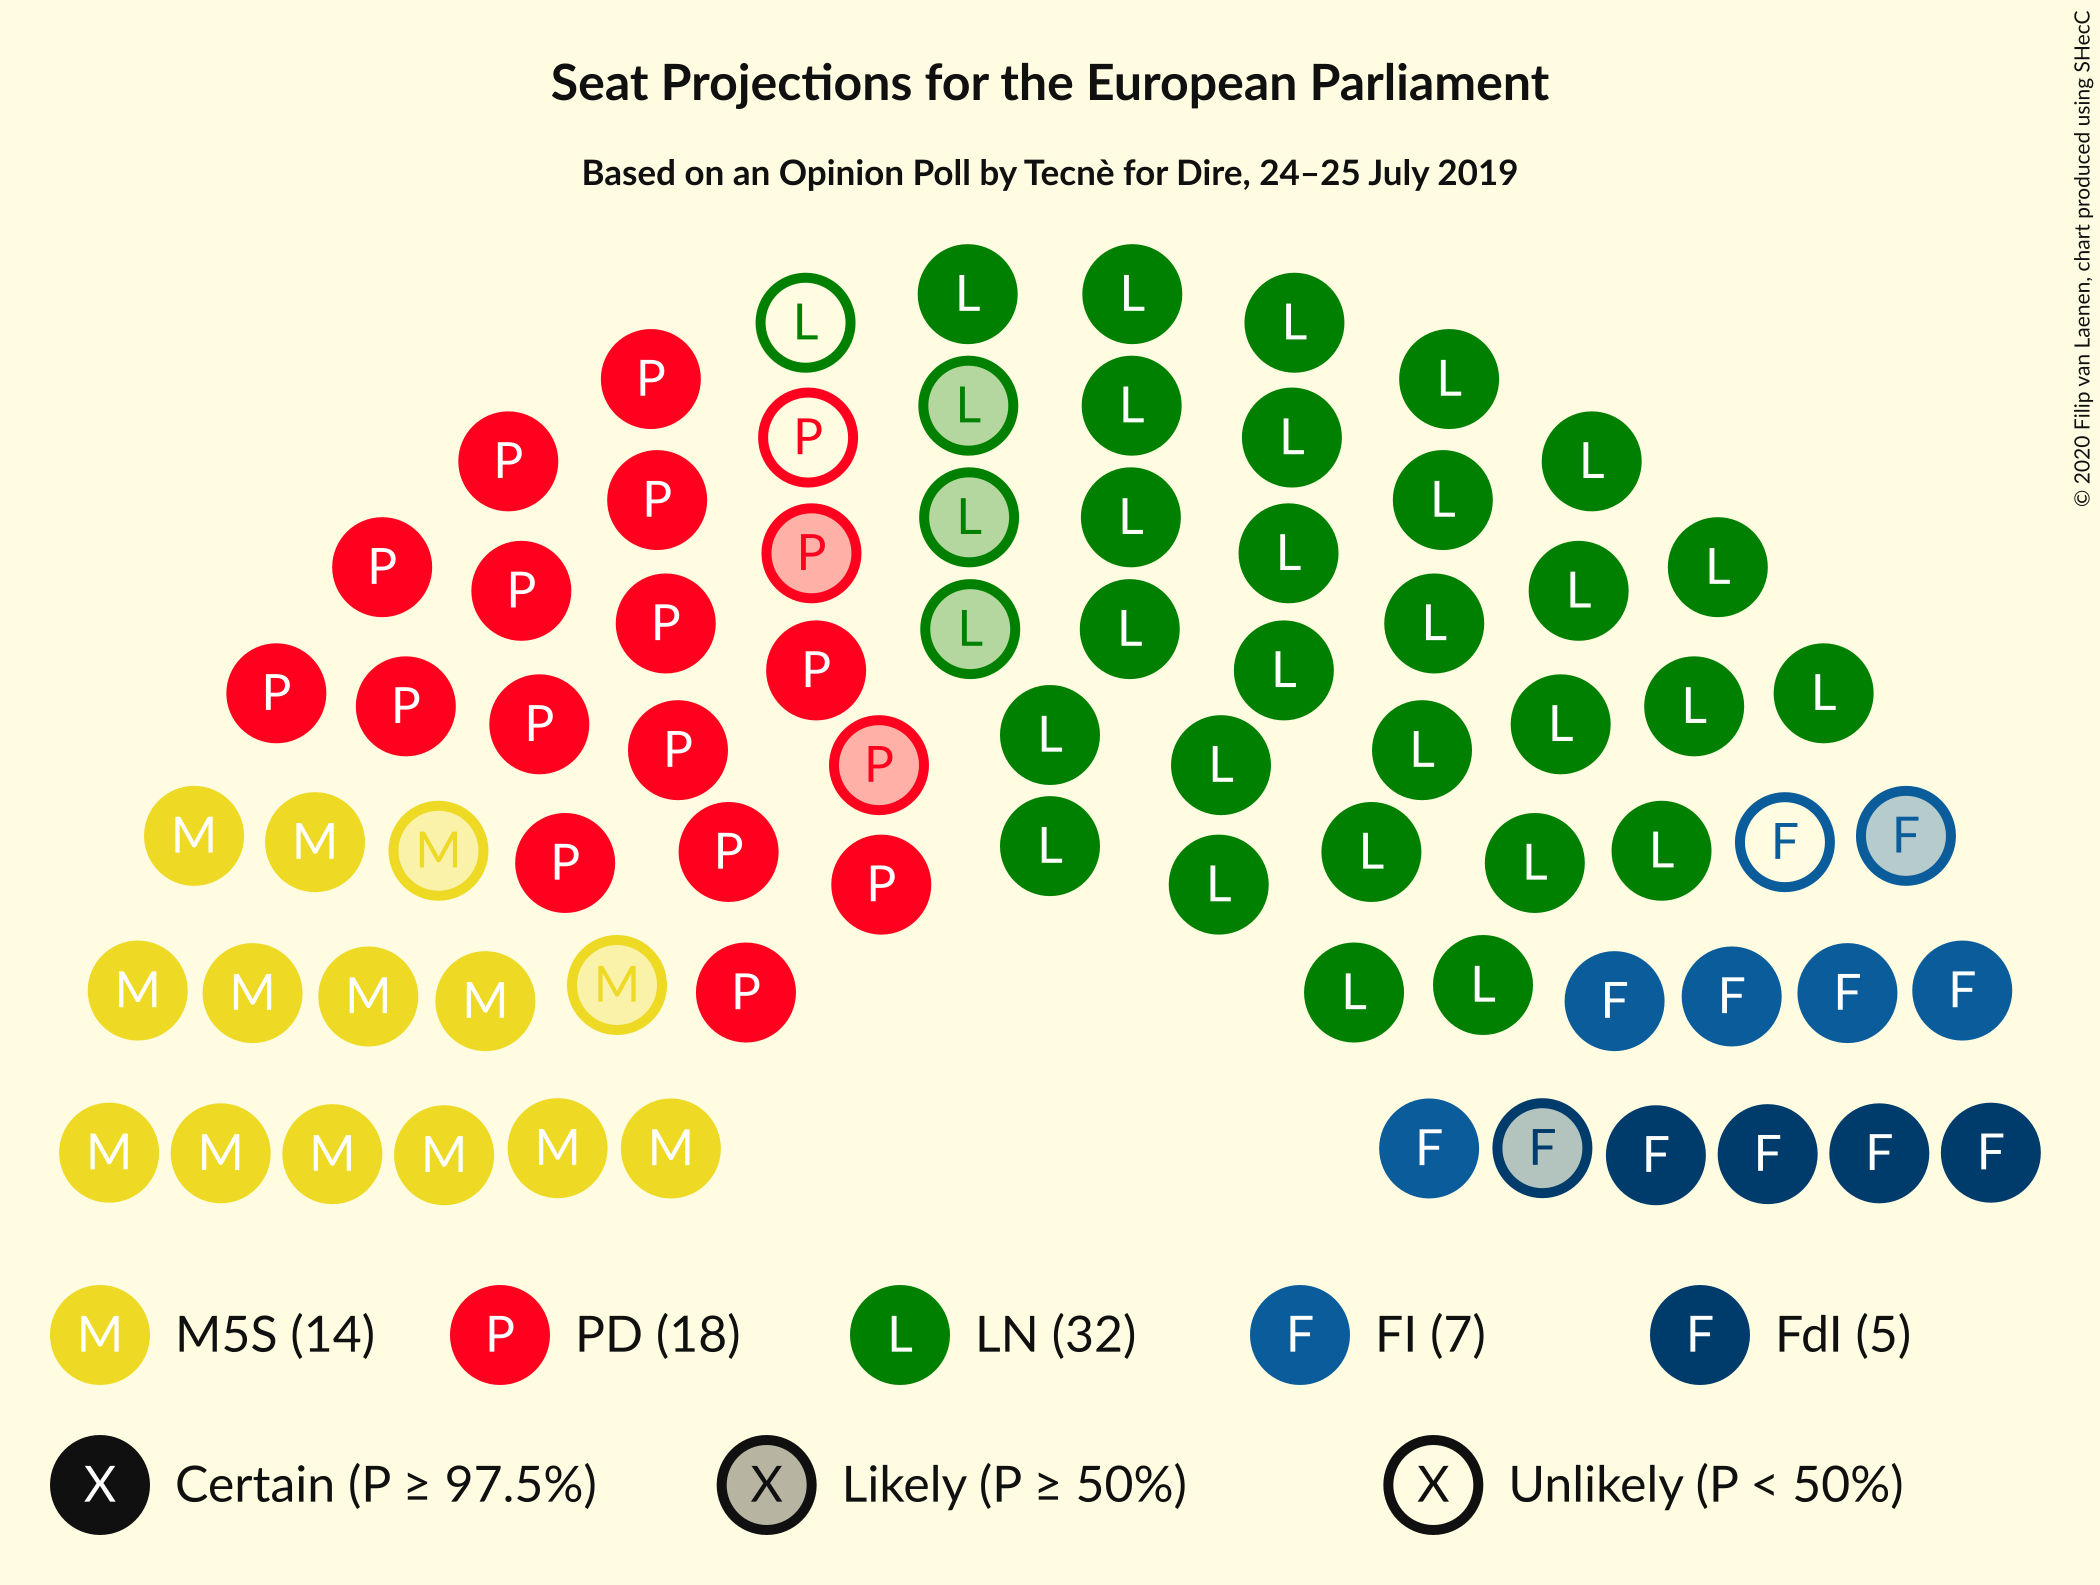 Seat Projections for the European Parliament
Based on an Opinion Poll by Tecnè for Dire, 24–25 July 2019
© 2020 Filip van Laenen, chart produced using SHecC
L L L L
P L
P L L L
P P L L
L L
P P L L
P P L L
P L L L
P L
P P P P L L L L
P L L L
P L
M M M P P L L L F F
P L
M M M M M P L L F F F F
M M M M M M F F F F F F
M M5S (14) P PD (18) L LN (32) F FI (7) F FdI (5)
X Certain (P ≥ 97.5%) X Likely (P ≥ 50%) X Unlikely (P < 50%)